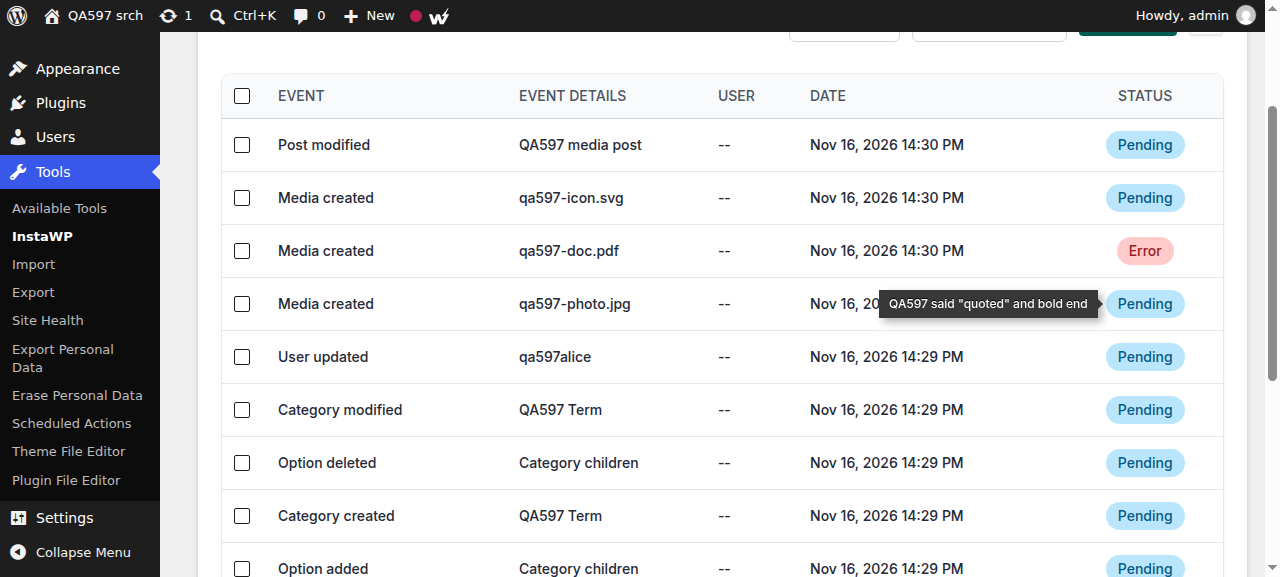 QA597 srch 1 Ctrl+K 0 New Howdy, admin
Appearance
Plugins
Users
Tools
Available Tools
InstaWP
Import
Export
Site Health
Export Personal
Data
Erase Personal Data
Scheduled Actions
Theme File Editor
Plugin File Editor
Settings
Collapse Menu
EVENT EVENT DETAILS USER DATE STATUS
Post modified QA597 media post -- Nov 16, 2026 14:30 PM Pending
Media created qa597-icon.svg -- Nov 16, 2026 14:30 PM Pending
Media created qa597-doc.pdf -- Nov 16, 2026 14:30 PM Error
Media created qa597-photo.jpg -- Nov 16, 20 QA597 said "quoted" and bold end Pending
User updated qa597alice -- Nov 16, 2026 14:29 PM Pending
Category modified QA597 Term -- Nov 16, 2026 14:29 PM Pending
Option deleted Category children -- Nov 16, 2026 14:29 PM Pending
Category created QA597 Term -- Nov 16, 2026 14:29 PM Pending
Option added Category children -- Nov 16, 2026 14:29 PM Pending